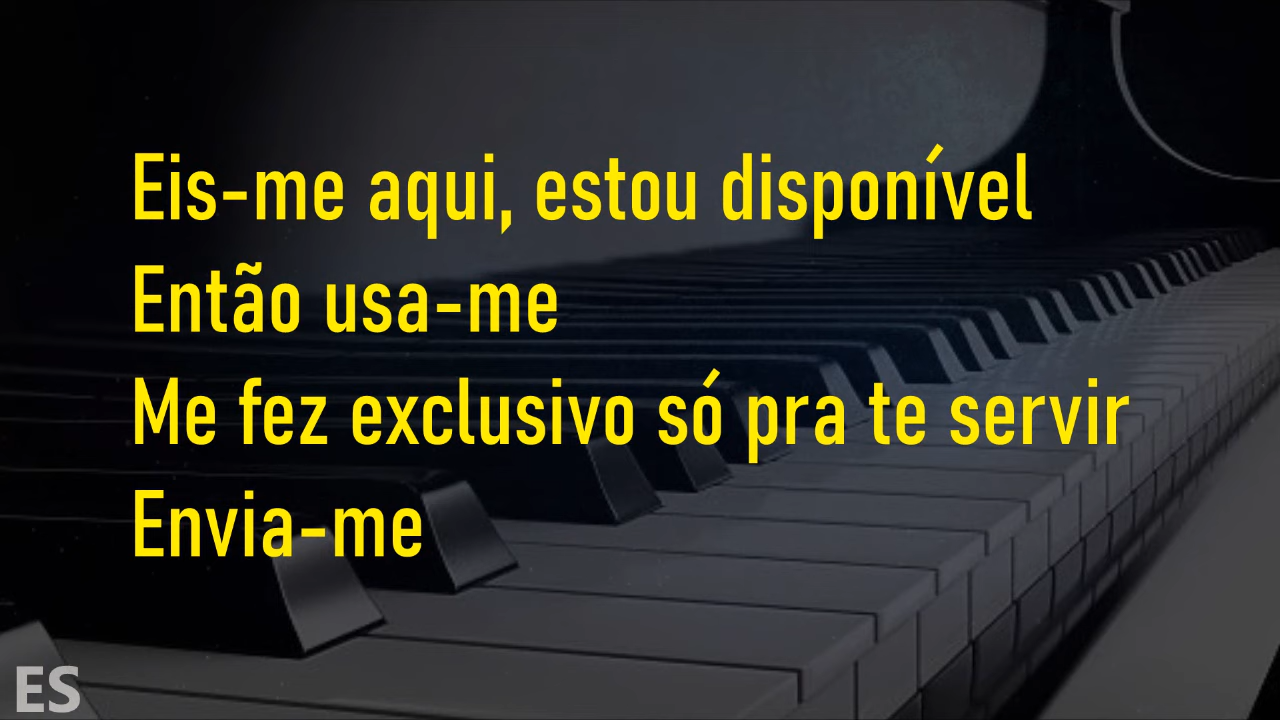 Eis-me aqui, estou disponível
Então usa-me
Me fez exclusivo só pra te servir
Envia-me
ES